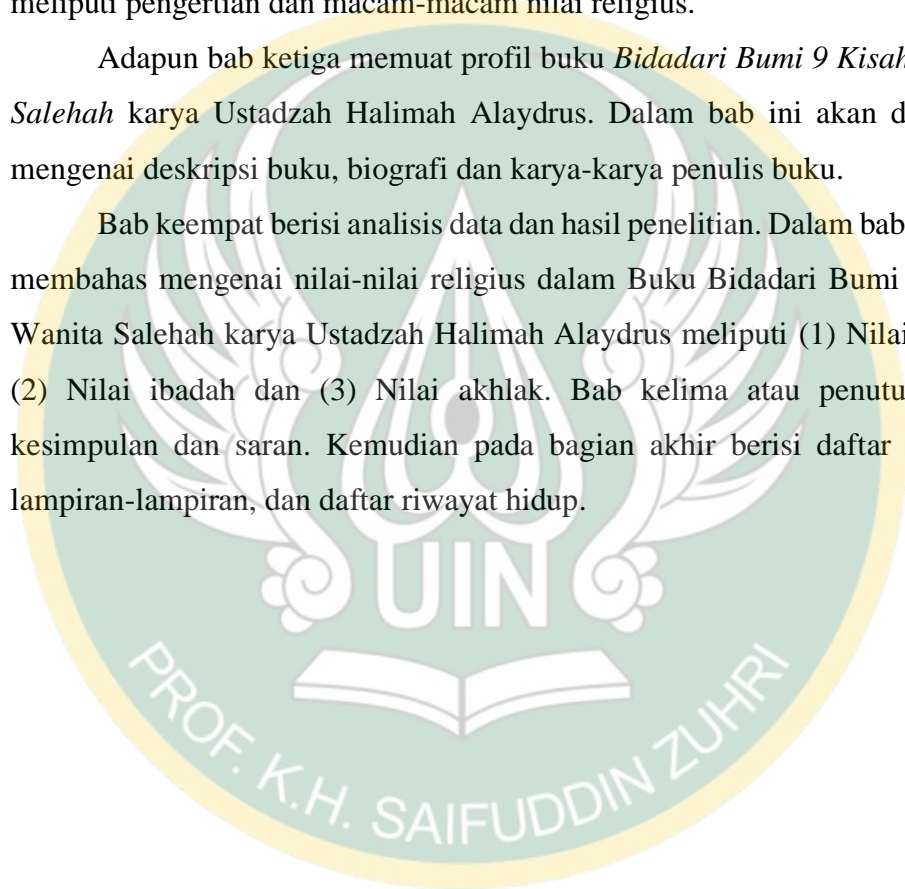 meliputi pengertian dan macam-macam nilai religius.
Adapun bab ketiga memuat profil buku Bidadari Bumi 9 Kisah
Salehah karya Ustadzah Halimah Alaydrus. Dalam bab ini akan d
mengenai deskripsi buku, biografi dan karya-karya penulis buku.
Bab keempat berisi analisis data dan hasil penelitian. Dalam bab
membahas mengenai nilai-nilai religius dalam Buku Bidadari Bumi
Wanita Salehah karya Ustadzah Halimah Alaydrus meliputi (1) Nilai
(2) Nilai ibadah dan (3) Nilai akhlak. Bab kelima atau penutu
kesimpulan dan saran. Kemudian pada bagian akhir berisi daftar
lampiran-lampiran, dan daftar riwayat hidup.
UIN
PROF. K.H. SAIFUDDIN ZUHRI